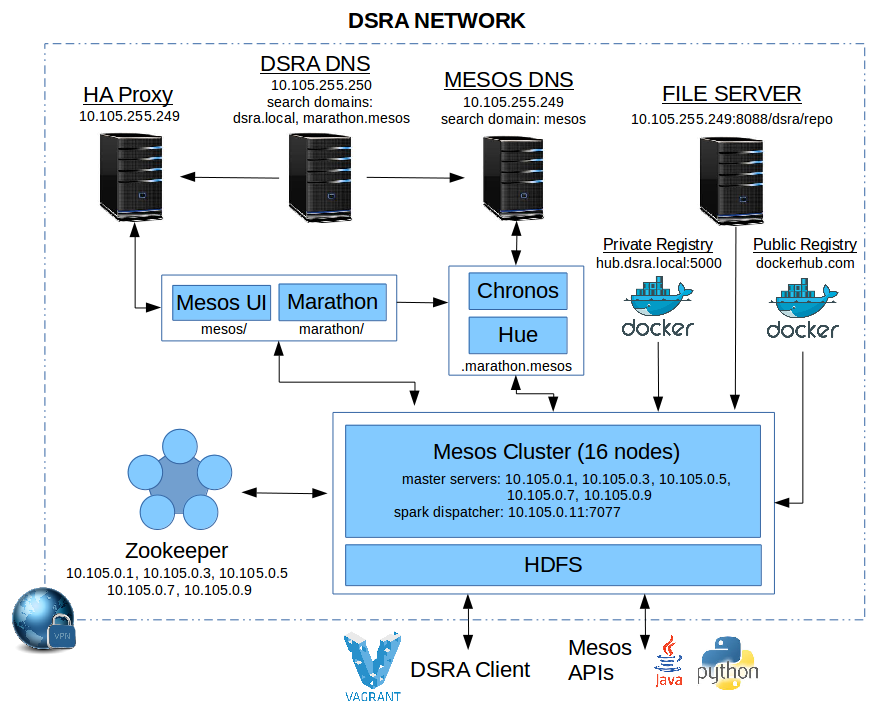 DSRA NETWORK
DSRA DNS
10.105.255.250
search domains:
dsra.local, marathon.mesos
MESOS DNS
10.105.255.249
search domain: mesos
HA Proxy
10.105.255.249
FILE SERVER
10.105.255.249:8088/dsra/repo
Private Registry
hub.dsra.local:5000
docker
Public Registry
dockerhub.com
docker
Mesos UI
mesos/
Marathon
marathon/
Chronos
Hue
.marathon.mesos
Mesos Cluster (16 nodes)
master servers: 10.105.0.1, 10.105.0.3, 10.105.0.5,
10.105.0.7, 10.105.0.9
spark dispatcher: 10.105.0.11:7077
HDFS
Zookeeper
10.105.0.1, 10.105.0.3, 10.105.0.5
10.105.0.7, 10.105.0.9
VPN
VAGRANT
DSRA Client
Mesos
APIs
Java
python